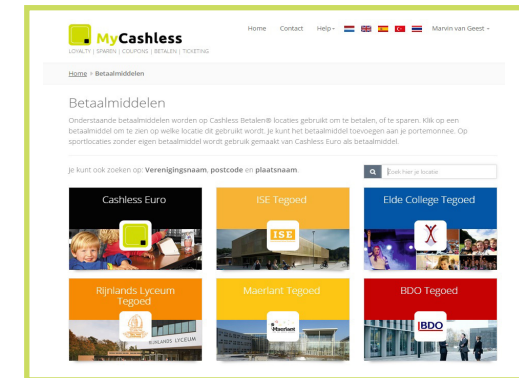 MyCashless
LOYALTY | SPAREN | COUPONS | BETALEN | TICKETING
Home Contact Help Marvin van Geest
Home > Betaalmiddelen
Betaalmiddelen
Onderstaande betaalmiddelen worden op Cashless Betalen® locaties gebruikt om te betalen, of te sparen. Klik op een
betaalmiddel om te zien op welke locatie dit gebruikt wordt. Je kunt het betaalmiddel toevoegen aan je portemonnee. Op
sportlocaties zonder eigen betaalmiddel wordt gebruik gemaakt van Cashless Euro als betaalmiddel.
Je kunt ook zoeken op: Verenigingsnaam, postcode en plaatsnaam.
Zoek hier je locatie
Cashless Euro
ISE Tegoed
ISE
Elde College Tegoed
Rijnlands Lyceum
Tegoed
RIJNLANDS LYCEUM
Maerlant Tegoed
Maerlant
BDO Tegoed
BDO